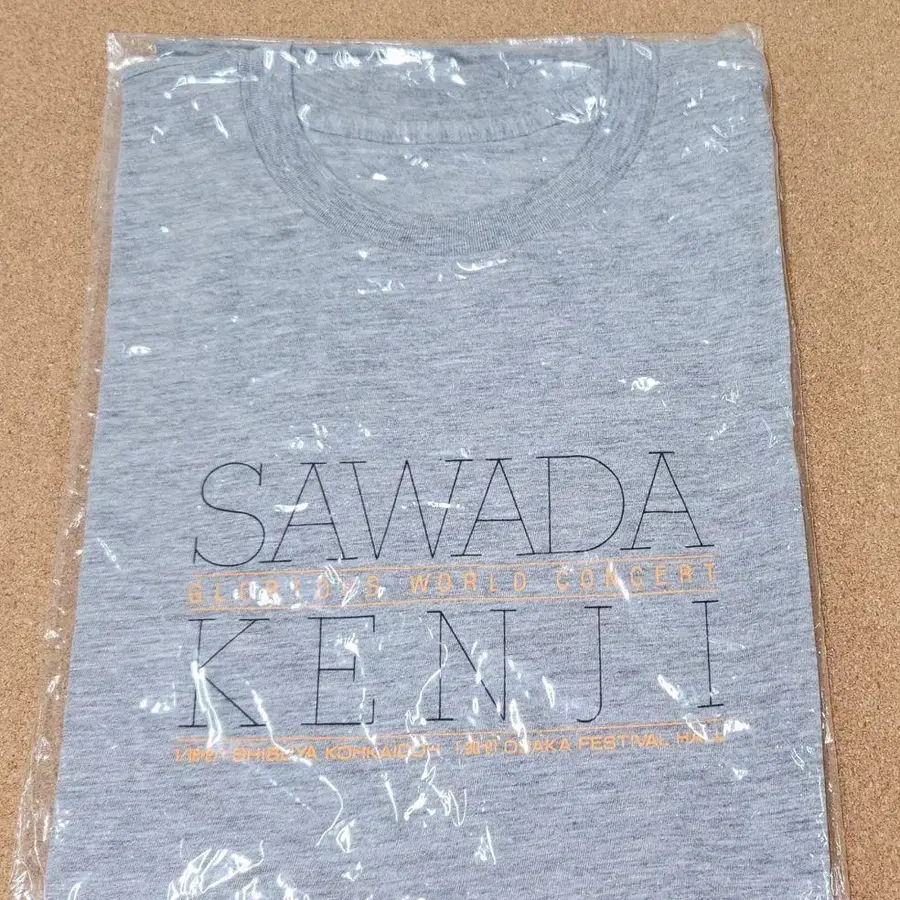 SAWADA
GLORIOUS WORLD CONCERT
KENJI
SHIBUYA KOHKAIDOH OSAKA FESTIVAL HALL